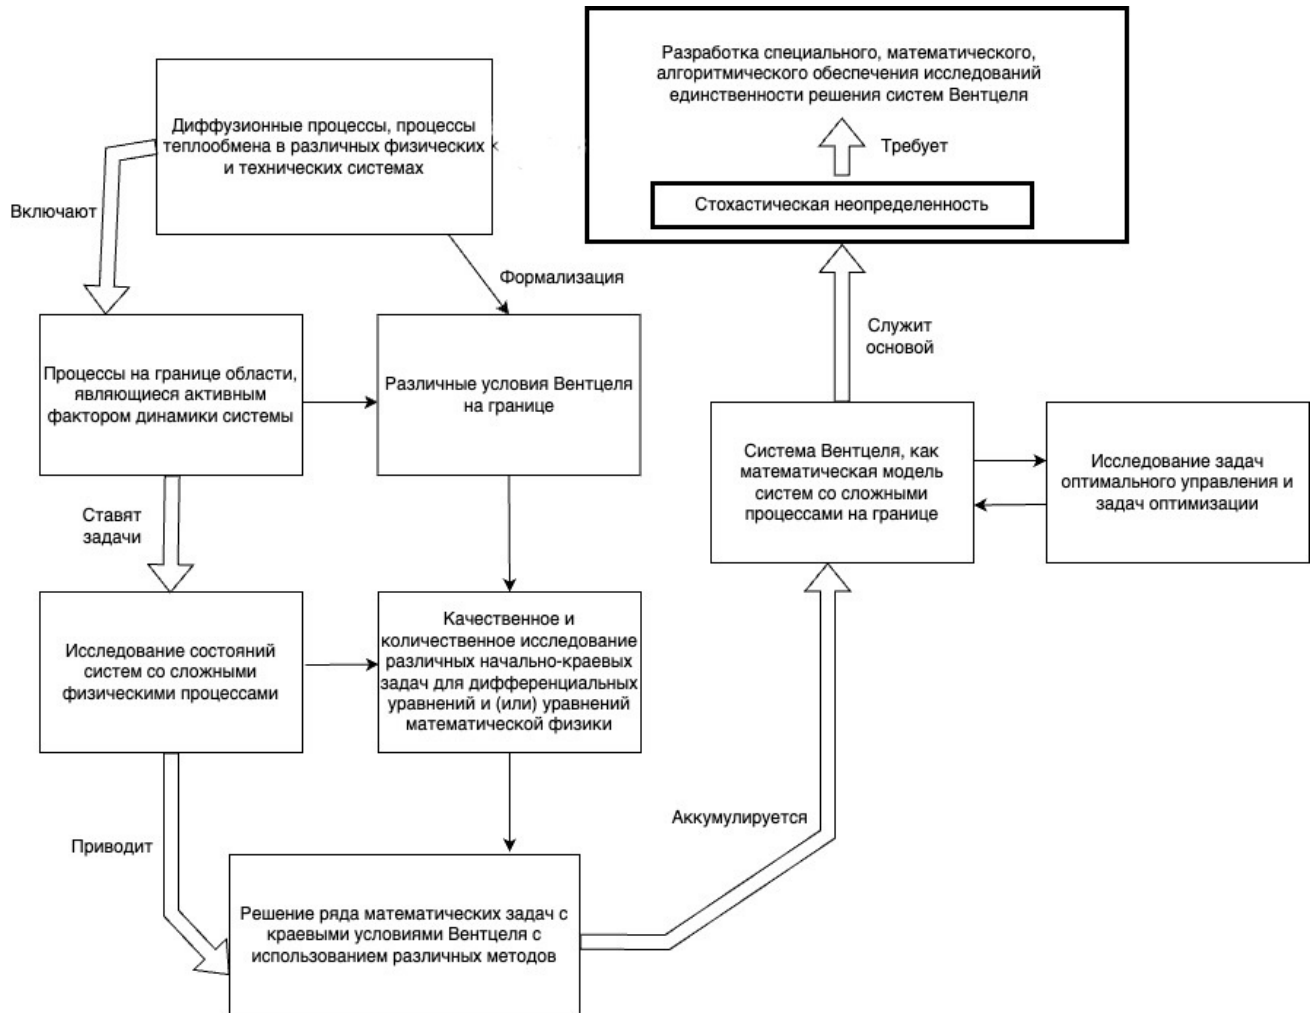 Разработка специального, математического,
алгоритмического обеспечения исследований
единственности решения систем Вентцеля
Требует
Стохастическая неопределенность
Диффузионные процессы, процессы
теплообмена в различных физических
и технических системах
Включают
Формализация
Процессы на границе области,
являющиеся активным
фактором динамики системы
Различные условия Вентцеля
на границе
Служит
основой
Система Вентцеля, как
математическая модель
систем со сложными
процессами на границе
Исследование задач
оптимального управления и
задач оптимизации
Ставят
задачи
Исследование состояний
систем со сложными
физическими процессами
Качественное и
количественное исследование
различных начально-краевых
задач для дифференциальных
уравнений и (или) уравнений
математической физики
Приводит
Аккумулируется
Решение ряда математических задач с
краевыми условиями Вентцеля с
использованием различных методов